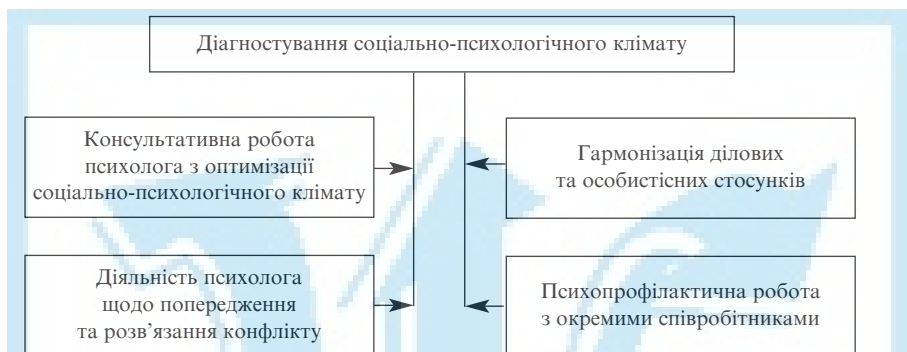 Діагностування соціально-психологічного клімату
Консультативна робота
психолога з оптимізації
соціально-психологічного клімату
Гармонізація ділових
та особистісних стосунків
Діяльність психолога
щодо попередження
та розв'язання конфлікту
Психопрофілактична робота
з окремими співробітниками